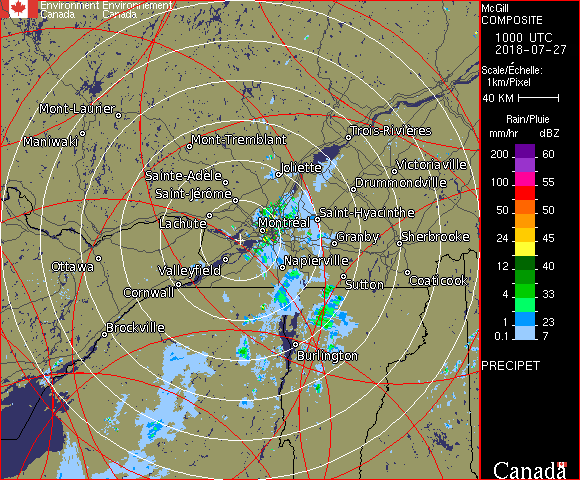 Environment Environnement
Canada Canada
McGill
COMPOSITE
1000 UTC
2018-07-27
Scale/Échelle:
1km/Pixel
40 KM
Rain/Pluie
mm/hr dBZ
200 60
100 55
50 50
24 45
12 40
4 33
1 23
0.1 7
PRECIPET
Mont-Laurier
Maniwaki
Mont-Tremblant
Trois-Rivières
Joliette
Victoriaville
Sainte-Adèle
Drummondville
Saint-Jérôme
Lachute
Montréal
Saint-Hyacinthe
Granby
Sherbrooke
Ottawa
Valleyfield
Napierville
Cornwall
Sutton
Coaticook
Brockville
Burlington
Canada